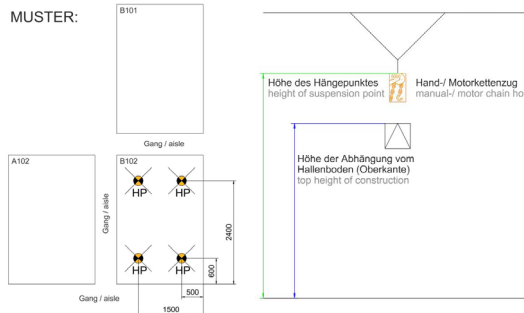 MUSTER:
B101
Gang / aisle
A102
B102
Gang / aisle
HP
HP
HP
HP
2400
600
500
1500
Gang / aisle
Höhe des Hängepunktes
height of suspension point
Hand-/ Motorkettenzug
manual-/ motor chain ho
Höhe der Abhängung vom
Hallenboden (Oberkante)
top height of construction